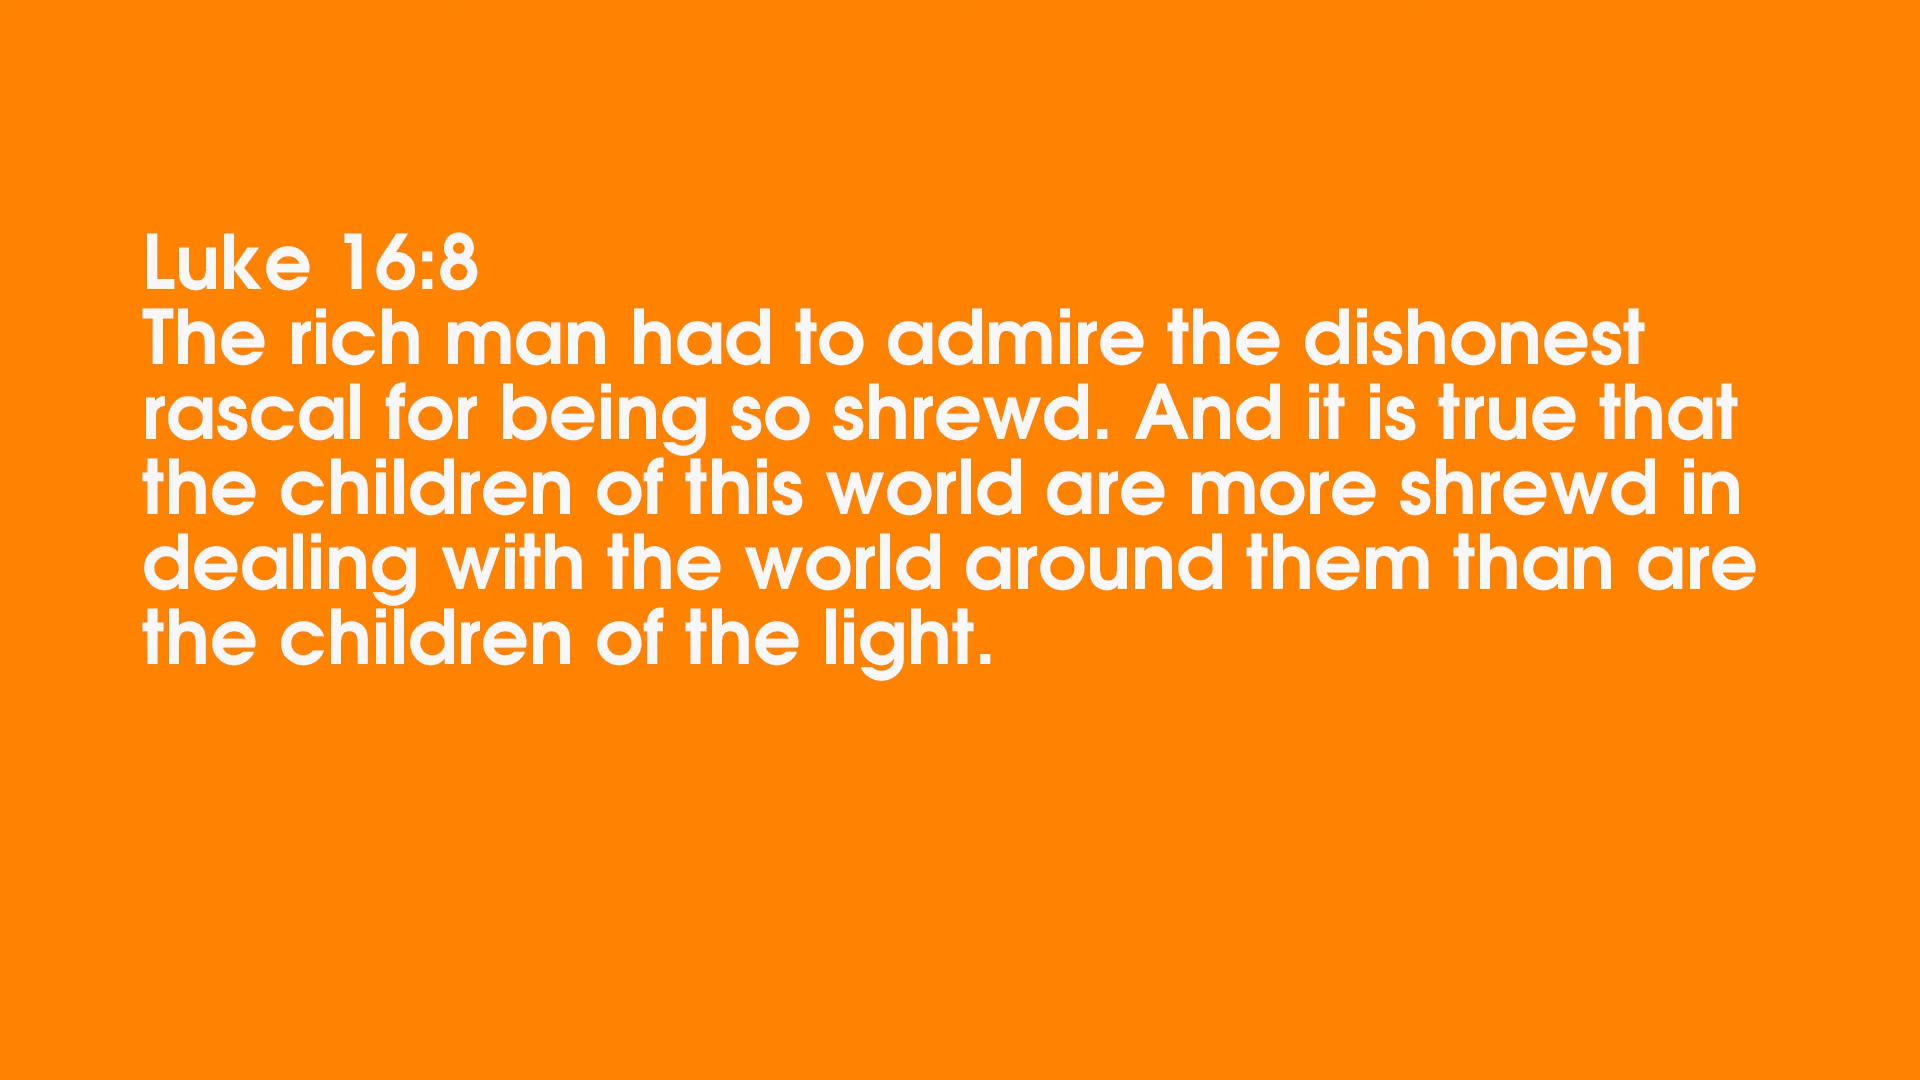 Luke 16:8
The rich man had to admire the dishonest
rascal for being so shrewd. And it is true that
the children of this world are more shrewd in
dealing with the world around them than are
the children of the light.